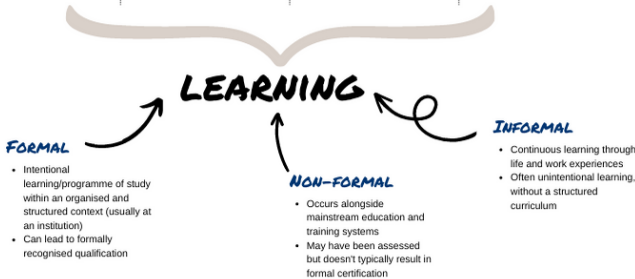 LEARNING
FORMAL
• Intentional
learning/programme of study
within an organised and
structured context (usually at
an institution)
• Can lead to formally
recognised qualification
NON-FORMAL
• Occurs alongside
mainstream education and
training systems
• May have been assessed
but doesn't typically result in
formal certification
INFORMAL
• Continuous learning through
life and work experiences
• Often unintentional learning,
without a structured
curriculum